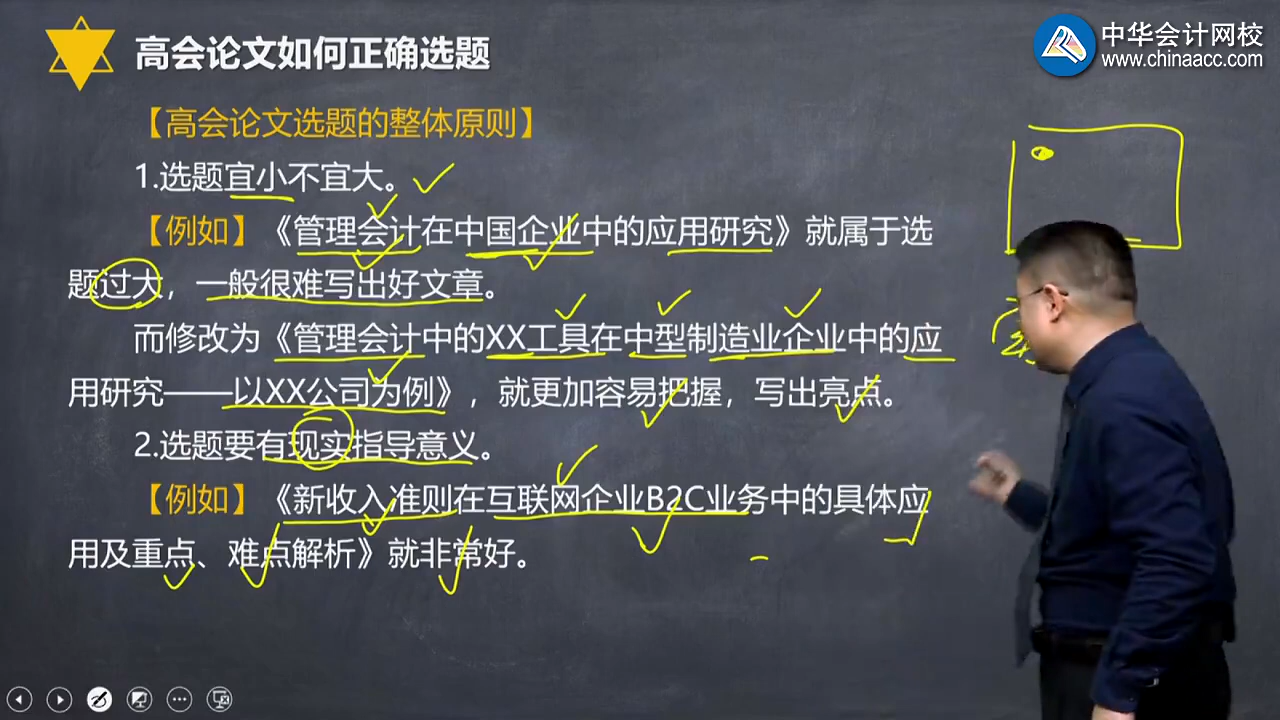 高会论文如何正确选题
中华会计网校
www.chinaacc.com
【高会论文选题的整体原则】
1.选题宜小不宜大。
【例如】《管理会计在中国企业中的应用研究》就属于选
题过大，一般很难写出好文章。
而修改为《管理会计中的XX工具在中型制造业企业中的应
用研究——以XX公司为例》，就更加容易把握，写出亮点。
2.选题要有现实指导意义。
【例如】《新收入准则在互联网企业B2C业务中的具体应
用及重点、难点解析》就非常好。